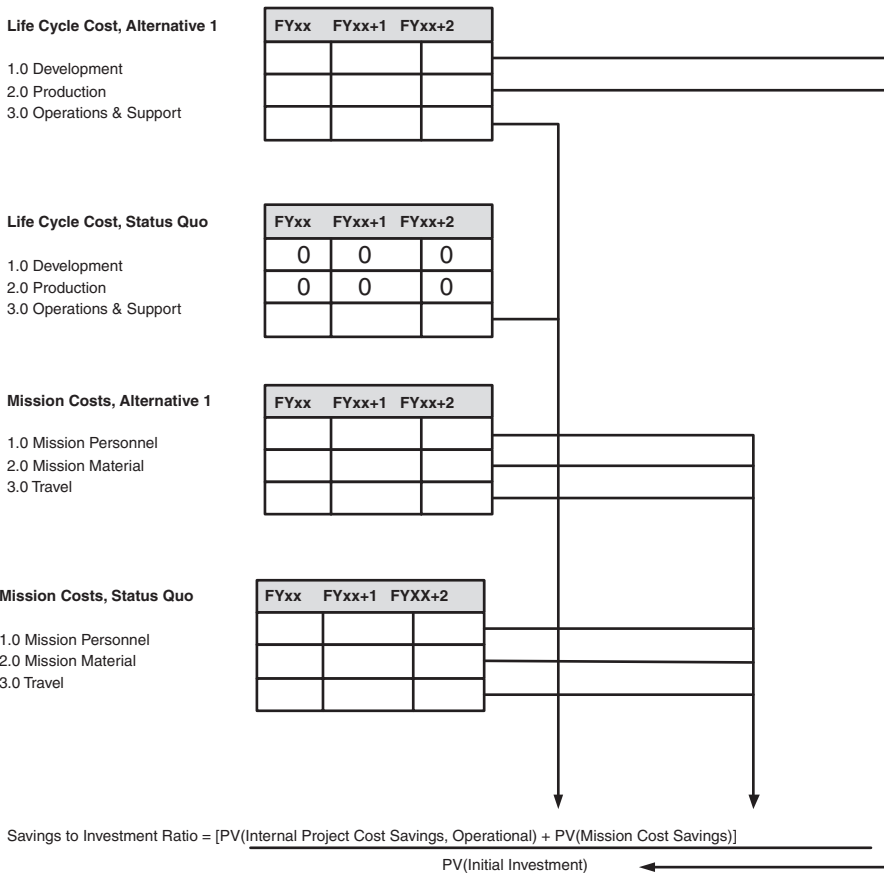 Life Cycle Cost, Alternative 1
FYxx FYxx+1 FYxx+2
1.0 Development
2.0 Production
3.0 Operations & Support
Life Cycle Cost, Status Quo
FYxx FYxx+1 FYxx+2
1.0 Development
0 0 0
2.0 Production
0 0 0
3.0 Operations & Support
Mission Costs, Alternative 1
FYxx FYxx+1 FYxx+2
1.0 Mission Personnel
2.0 Mission Material
3.0 Travel
Mission Costs, Status Quo
FYxx FYxx+1 FYXX+2
1.0 Mission Personnel
2.0 Mission Material
3.0 Travel
Savings to Investment Ratio = [PV(Internal Project Cost Savings, Operational) + PV(Mission Cost Savings)]
PV(Initial Investment)